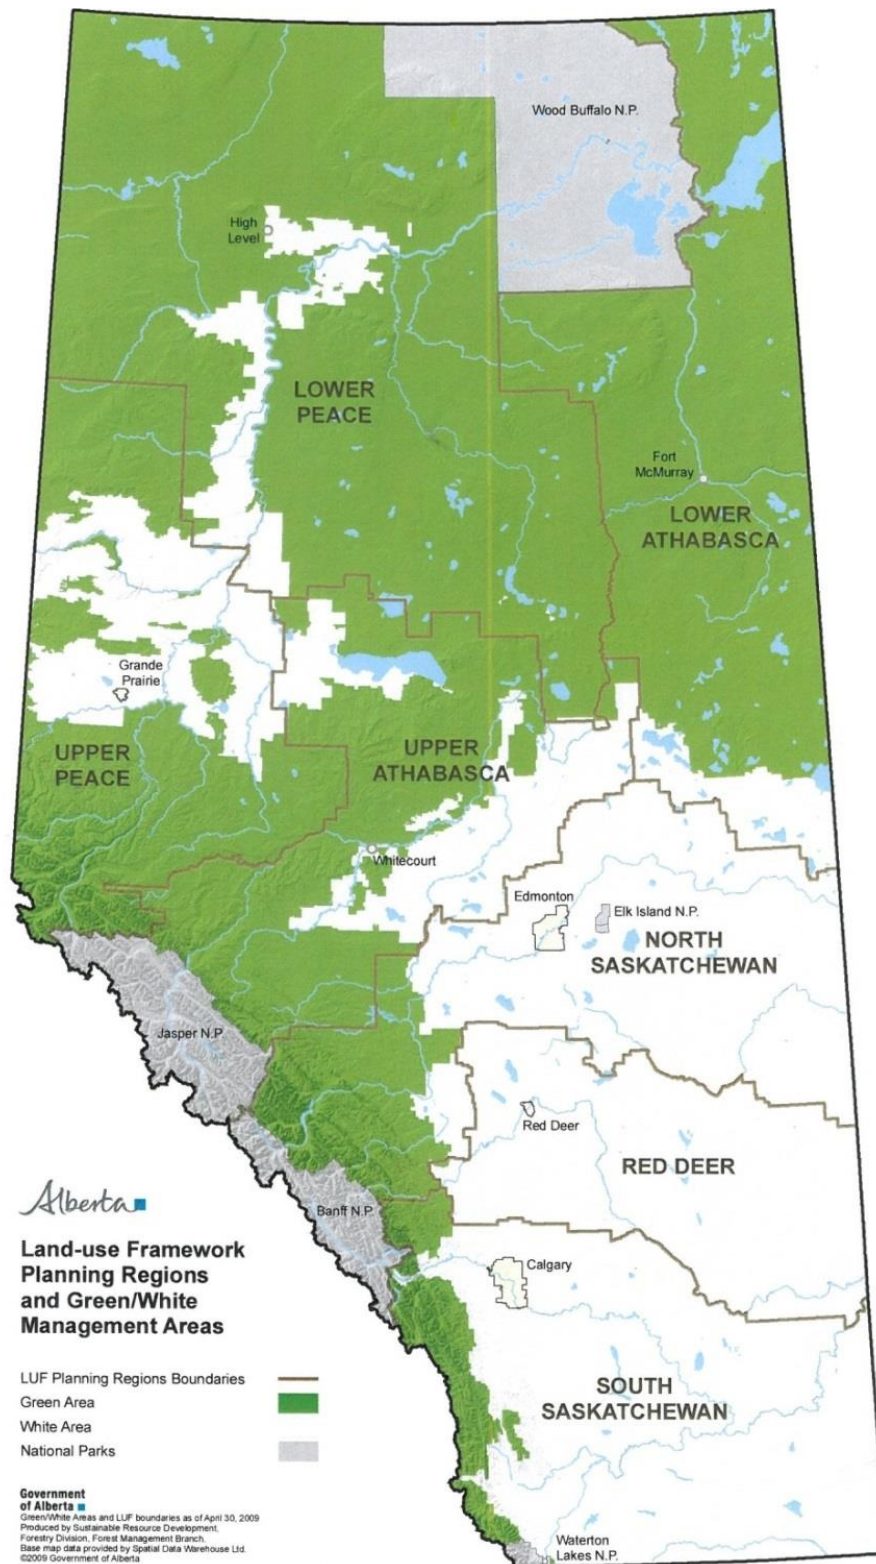 Wood Buffalo N.P.
High
Level
LOWER
PEACE
Fort
McMurray
LOWER
ATHABASCA
Grande
Prairie
UPPER
PEACE
UPPER
ATHABASCA
Whitecourt
Edmonton
Elk Island N.P.
NORTH
SASKATCHEWAN
Jasper N.P.
Red Deer
RED DEER
Banff N.P.
Calgary
SOUTH
SASKATCHEWAN
Waterton
Lakes N.P.
Alberta
Land-use Framework
Planning Regions
and Green/White
Management Areas
LUF Planning Regions Boundaries
Green Area
White Area
National Parks
Government
of Alberta
Green/White Areas and LUF boundaries as of April 30, 2009
Produced by Sustainable Resource Development,
Forestry Division, Forest Management Branch.
Base map data provided by Spatial Data Warehouse Ltd.
©2009 Government of Alberta